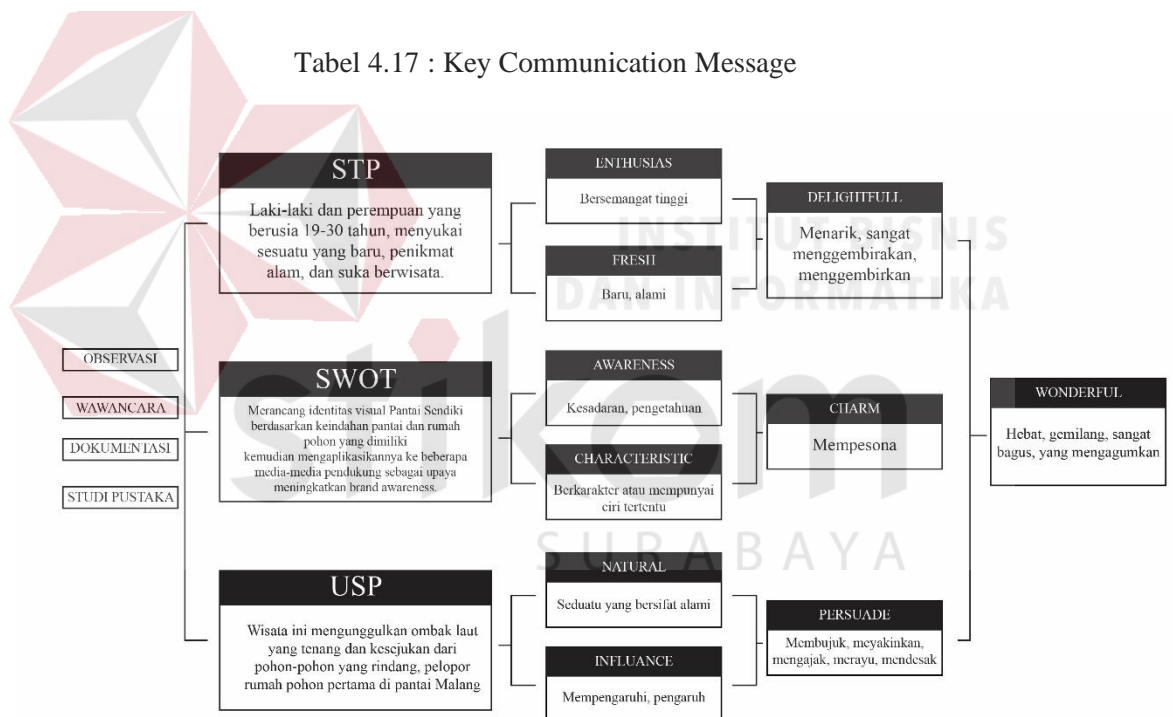 Tabel 4.17 : Key Communication Message
OBSERVASI
WAWANCARA
DOKUMENTASI
STUDI PUSTAKA
STP
Laki-laki dan perempuan yang
berusia 19-30 tahun, menyukai
sesuatu yang baru, penikmat
alam, dan suka berwisata.
SWOT
Merancang identitas visual Pantai Sendiki
berdasarkan keindahan pantai dan rumah
pohon yang dimiliki
kemudian mengaplikasikannya ke beberapa
media-media pendukung sebagai upaya
meningkatkan brand awareness.
USP
Wisata ini mengunggulkan ombak laut
yang tenang dan kesejukan dari
pohon-pohon yang rindang, pelopor
rumah pohon pertama di pantai Malang
ENTHUSIAS
Bersemangat tinggi
FRESH
Baru, alami
AWARENESS
Kesadaran, pengetahuan
CHARACTERISTIC
Berkarakter atau mempunyai
ciri tertentu
NATURAL
Seduatu yang bersifat alami
INFLUANCE
Mempengaruhi, pengaruh
DELIGHTFULL
Menarik, sangat
menggembirakan,
menggembirkan
CHARM
Mempesona
PERSUADE
Membujuk, meyakinkan,
mengajak, merayu, mendesak
WONDERFUL
Hebat, gemilang, sangat
bagus, yang mengagumkan
INSTITUT BISNIS
DAN INFORMATIKA
stikom
SURABAYA